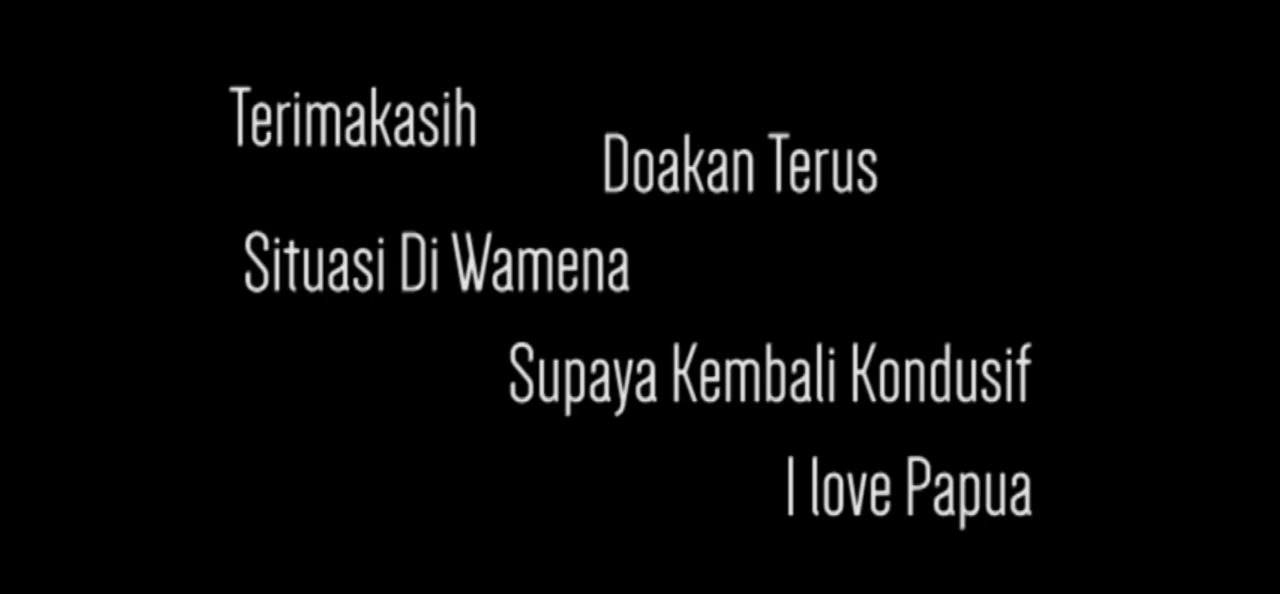 Terimakasih
Doakan Terus
Situasi Di Wamena
Supaya Kembali Kondusif
I love Papua